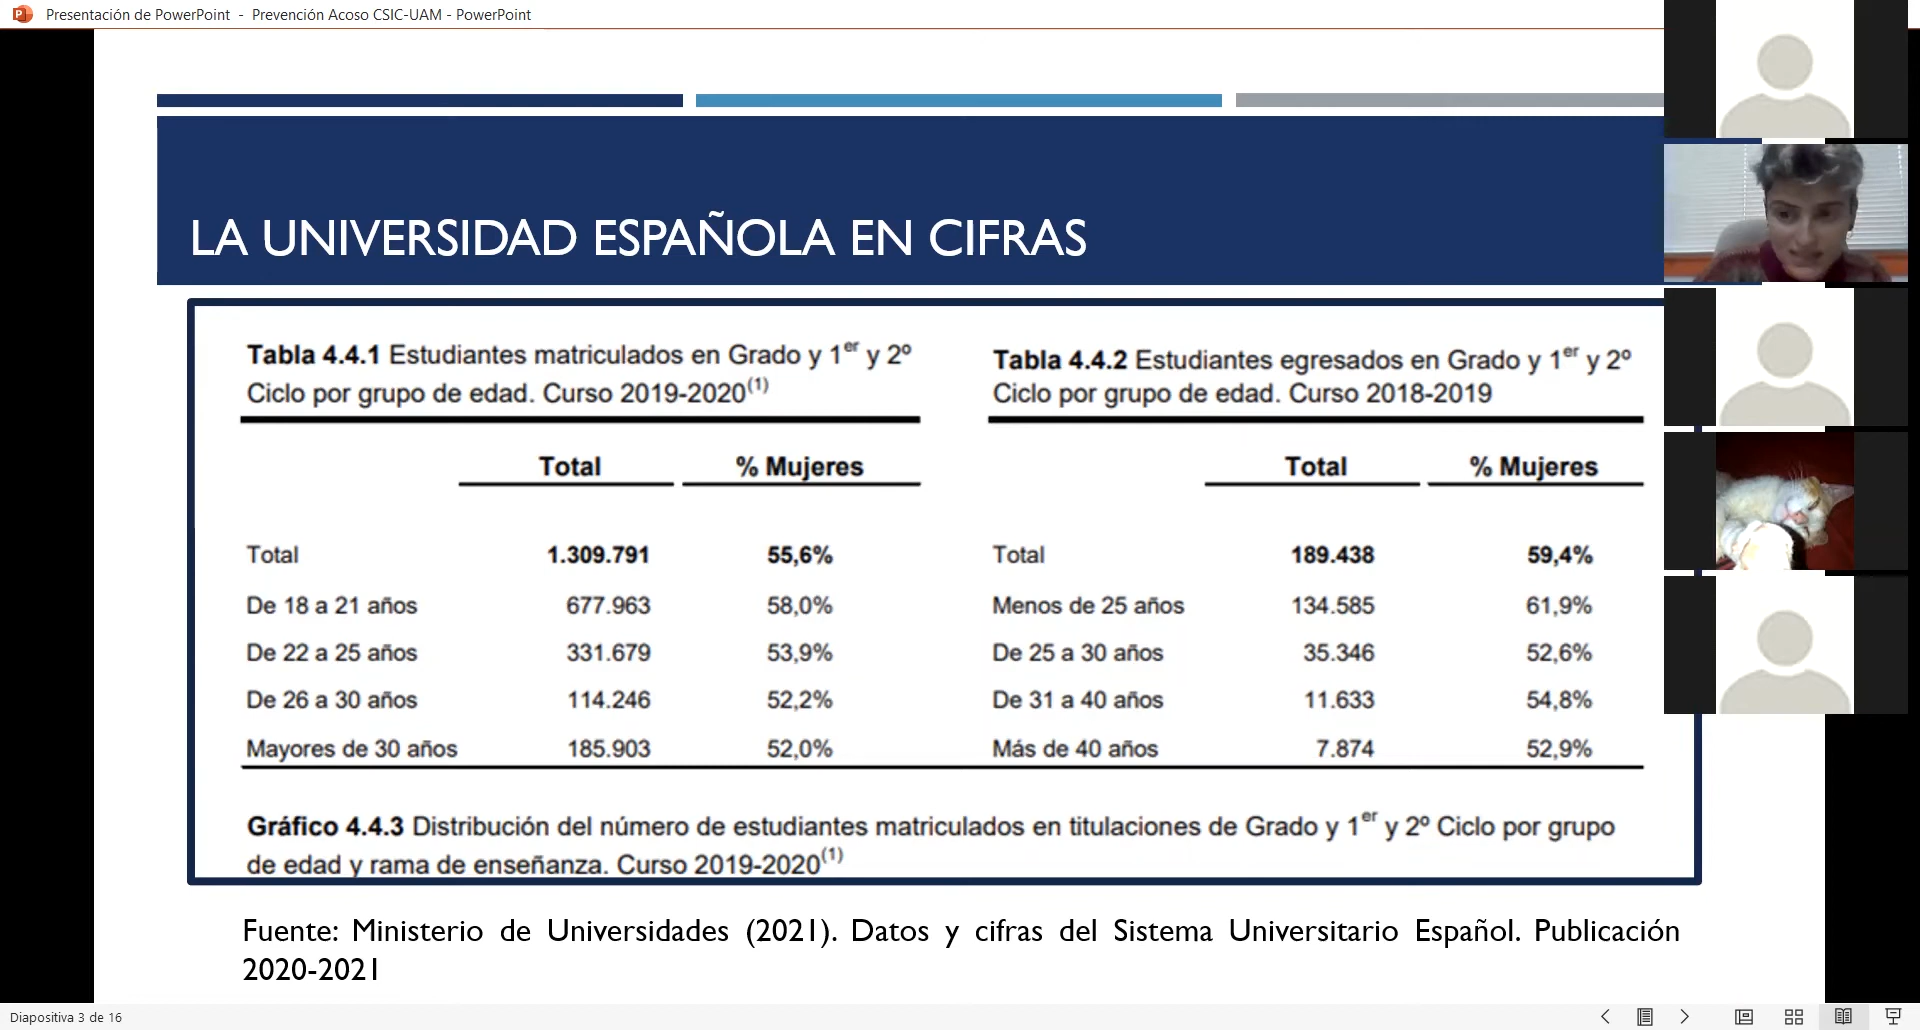 Presentación de PowerPoint - Prevención Acoso CSIC-UAM - PowerPoint
LA UNIVERSIDAD ESPAÑOLA EN CIFRAS
Tabla 4.4.1 Estudiantes matriculados en Grado y 1er y 2º
Ciclo por grupo de edad. Curso 2019-2020(1)
Total % Mujeres
Total 1.309.791 55,6%
De 18 a 21 años 677.963 58,0%
De 22 a 25 años 331.679 53,9%
De 26 a 30 años 114.246 52,2%
Mayores de 30 años 185.903 52,0%
Tabla 4.4.2 Estudiantes egresados en Grado y 1er y 2º
Ciclo por grupo de edad. Curso 2018-2019
Total % Mujeres
Total 189.438 59,4%
Menos de 25 años 134.585 61,9%
De 25 a 30 años 35.346 52,6%
De 31 a 40 años 11.633 54,8%
Más de 40 años 7.874 52,9%
Gráfico 4.4.3 Distribución del número de estudiantes matriculados en titulaciones de Grado y 1er y 2º Ciclo por grupo
de edad y rama de enseñanza. Curso 2019-2020(1)
Fuente: Ministerio de Universidades (2021). Datos y cifras del Sistema Universitario Español. Publicación
2020-2021
Diapositiva 3 de 16